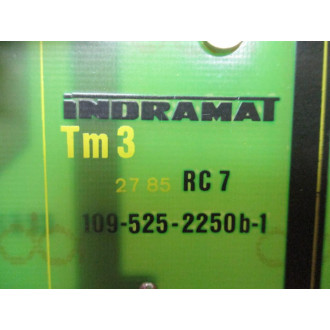 INDRAMAT
Tm 3
27 85 RC 7
109-525-2250b-1